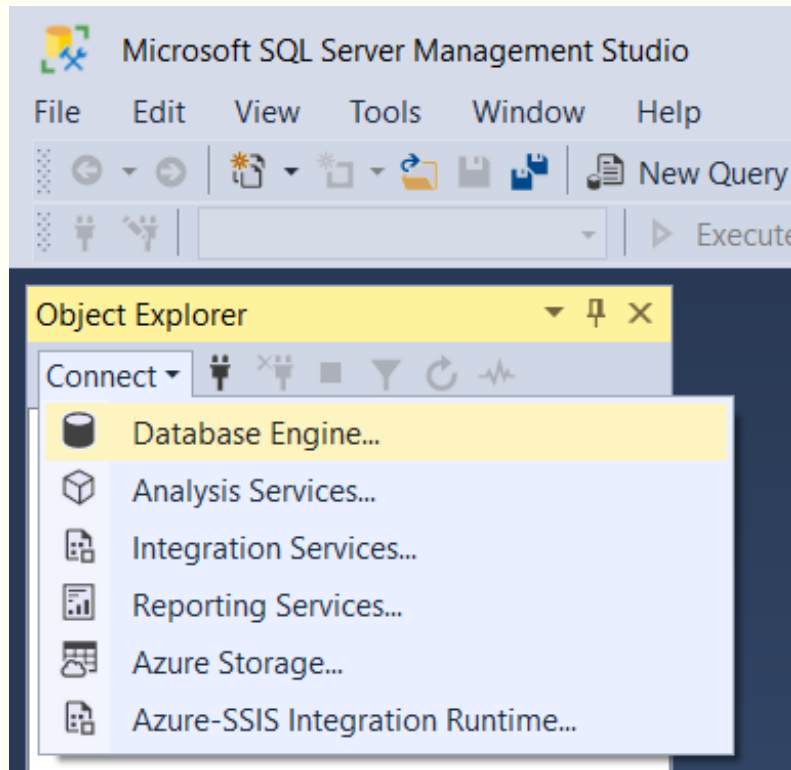 Microsoft SQL Server Management Studio
File Edit View Tools Window Help
New Query
Execute
Object Explorer
Connect
Database Engine...
Analysis Services...
Integration Services...
Reporting Services...
Azure Storage...
Azure-SSIS Integration Runtime...